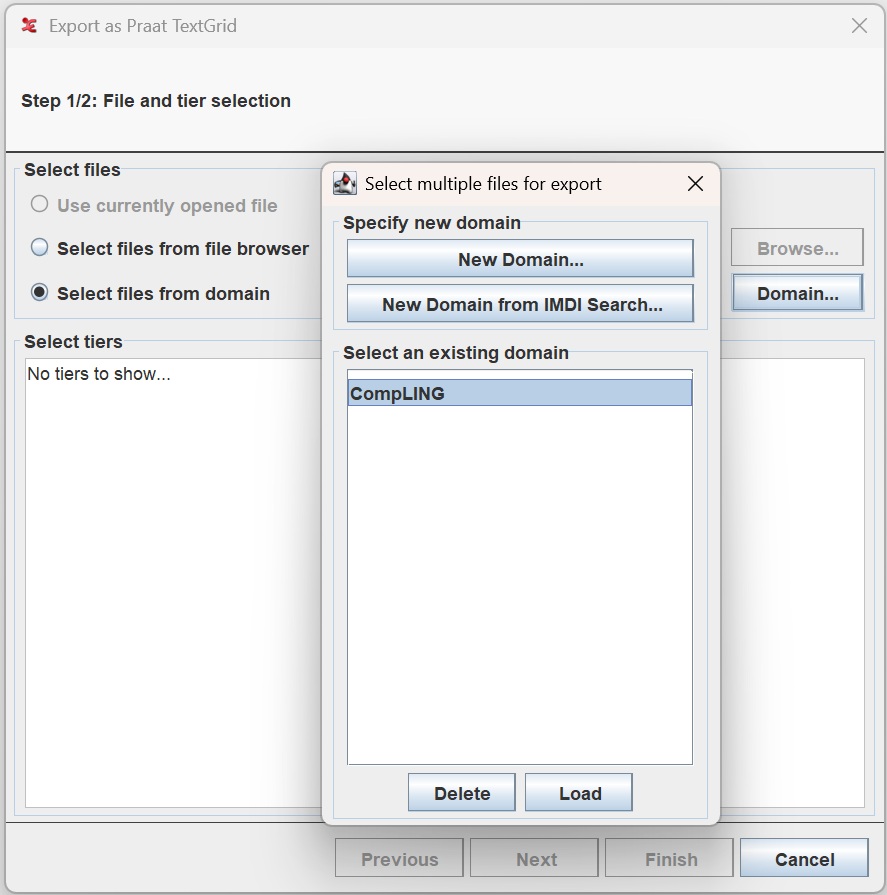 Export as Praat TextGrid
Step 1/2: File and tier selection
Select files
Use currently opened file
Select files from file browser
Browse...
Select files from domain
Domain...
Select tiers
No tiers to show...
Select multiple files for export
Specify new domain
New Domain...
New Domain from IMDI Search...
Select an existing domain
CompLING
Delete
Load
Previous
Next
Finish
Cancel